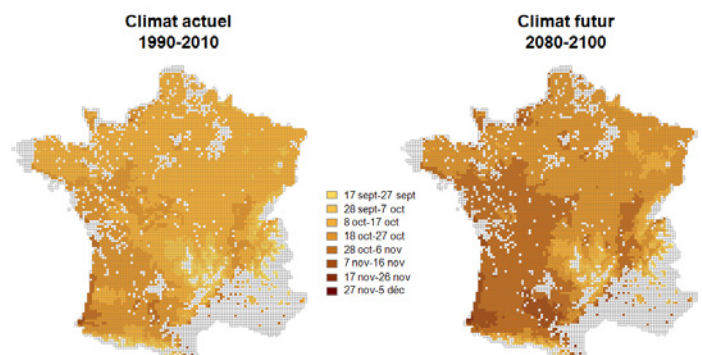 Climat actuel
1990-2010
Climat futur
2080-2100
17 sept-27 sept
28 sept-7 oct
8 oct-17 oct
18 oct-27 oct
28 oct-6 nov
7 nov-16 nov
17 nov-26 nov
27 nov-5 déc